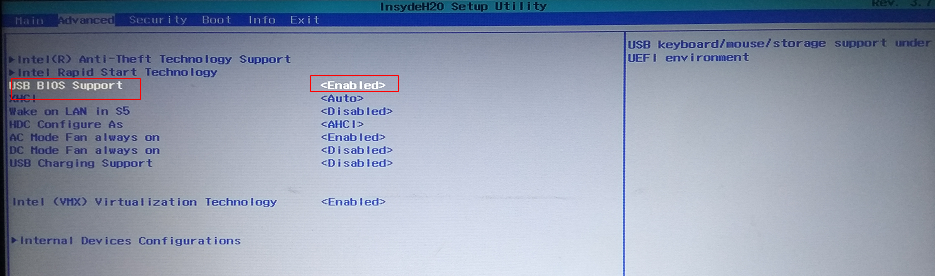 InsydeH20 Setup Utility
Rev. 3.7
Main Advanced Security Boot Info Exit
Intel(R) Anti-Theft Technology Support
Intel Rapid Start Technology
USB BIOS Support <Enabled>
XHCI <Auto>
Wake on LAN in S5 <Disabled>
HDC Configure As <AHCI>
AC Mode Fan always on <Enabled>
DC Mode Fan always on <Disabled>
USB Charging Support <Disabled>
Intel (VMX) Virtualization Technology <Enabled>
Internal Devices Configurations
USB keyboard/mouse/storage support under
UEFI environment